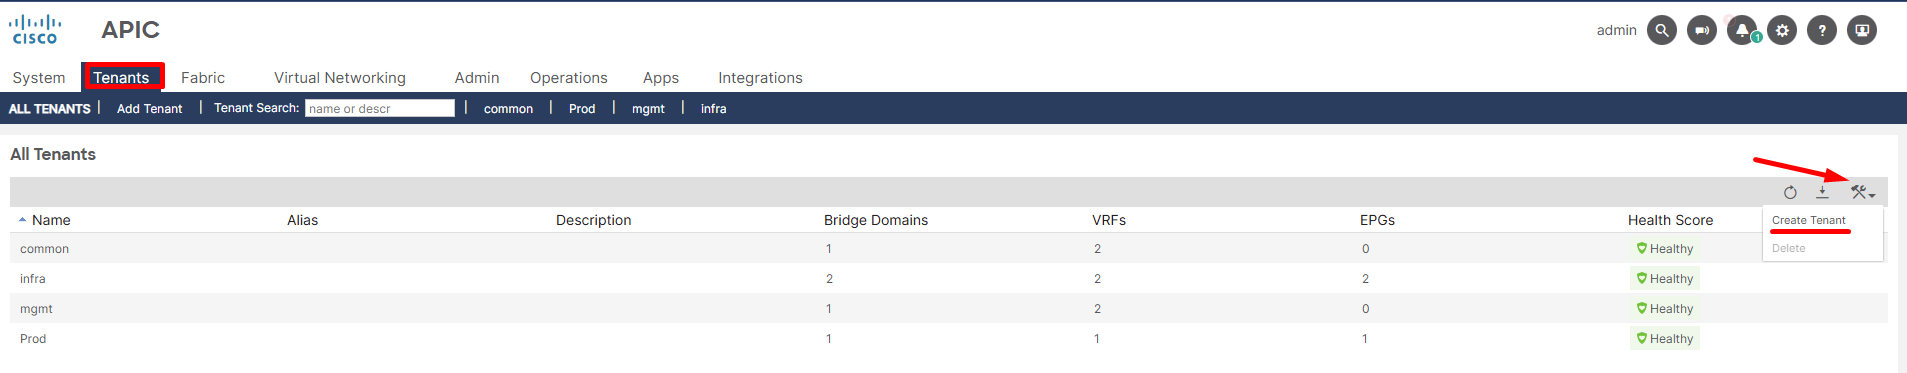 CISCO APIC admin
1
System Tenants Fabric Virtual Networking Admin Operations Apps Integrations
ALL TENANTS | Add Tenant | Tenant Search: name or descr | common | Prod | mgmt | infra
All Tenants
Name Alias Description Bridge Domains VRFs EPGs Health Score
Create Tenant
common 1 2 0 Healthy
Delete
infra 2 2 2 Healthy
mgmt 1 2 0 Healthy
Prod 1 1 1 Healthy